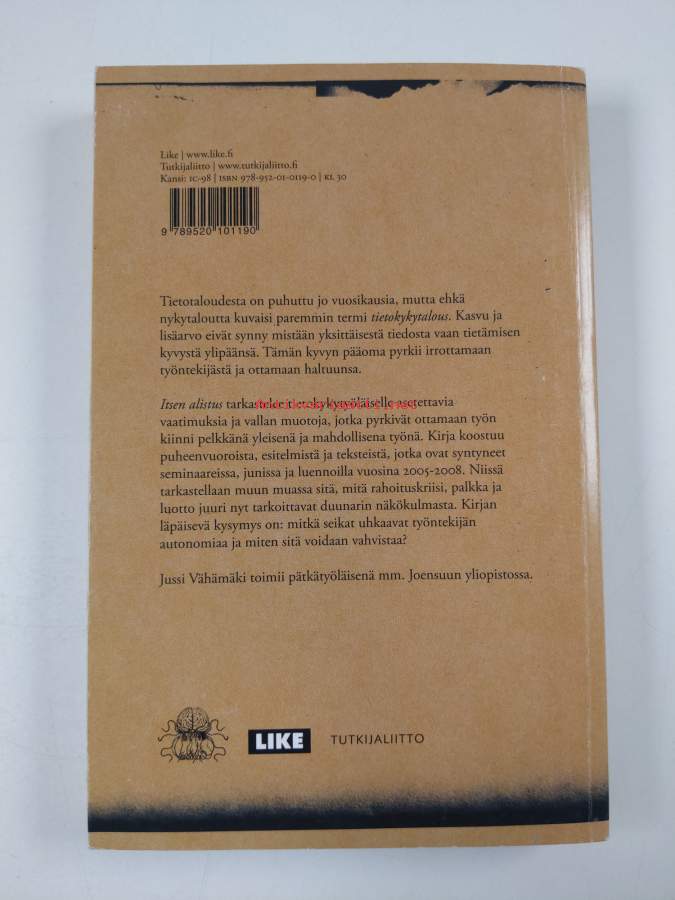 Like | www.like.fi
Tutkijaliitto | www.tutkijaliitto.fi
Kansi: 1C-98 | ISBN 978-952-01-0119-0 | KL 30
9 789520 101190
Tietotaloudesta on puhuttu jo vuosikausia, mutta ehkä
nykytaloutta kuvaisi paremmin termi tietokykytalous. Kasvu ja
lisäarvo eivät synny mistään yksittäisestä tiedosta vaan tietämisen
kyvystä ylipäänsä. Tämän kyvyn pääoma pyrkii irrottamaan
työntekijästä ja ottamaan haltuunsa.
Itsen alistus tarkastelee tietokykytyöläiselle asetettavia
vaatimuksia ja vallan muotoja, jotka pyrkivät ottamaan työn
kiinni pelkkänä yleisenä ja mahdollisena työnä. Kirja koostuu
puheenvuoroista, esitelmistä ja teksteistä, jotka ovat syntyneet
seminaareissa, junissa ja luennoilla vuosina 2005-2008. Niissä
tarkastellaan muun muassa sitä, mitä rahoituskriisi, palkka ja
luotto juuri nyt tarkoittavat duunarin näkökulmasta. Kirjan
läpäisevä kysymys on: mitkä seikat uhkaavat työntekijän
autonomiaa ja miten sitä voidaan vahvistaa?
Jussi Vähämäki toimii pätkätyöläisenä mm. Joensuun yliopistossa.
LIKE TUTKIJALIITTO